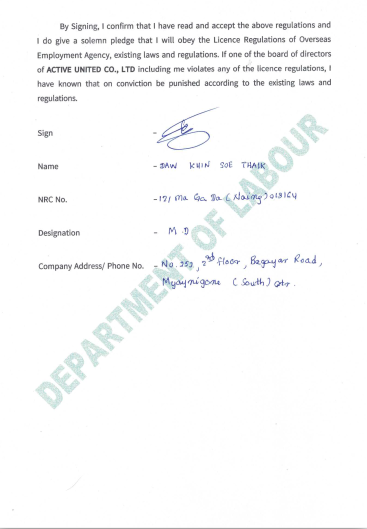 By Signing, I confirm that I have read and accept the above regulations and
I do give a solemn pledge that I will obey the Licence Regulations of Overseas
Employment Agency, existing laws and regulations. If one of the board of directors
of ACTIVE UNITED CO., LTD including me violates any of the licence regulations, I
have known that on conviction be punished according to the existing laws and
regulations.
Sign -
Name - DAW KHIN SOE THAIK
NRC No. - 12/ Ma Ga Da (Naing) 013164
Designation - M D
Company Address/ Phone No. - No. 353, 2nd floor, Bagayar Road,
Myaynigone (South) Qtr.
DEPARTMENT OF LABOUR